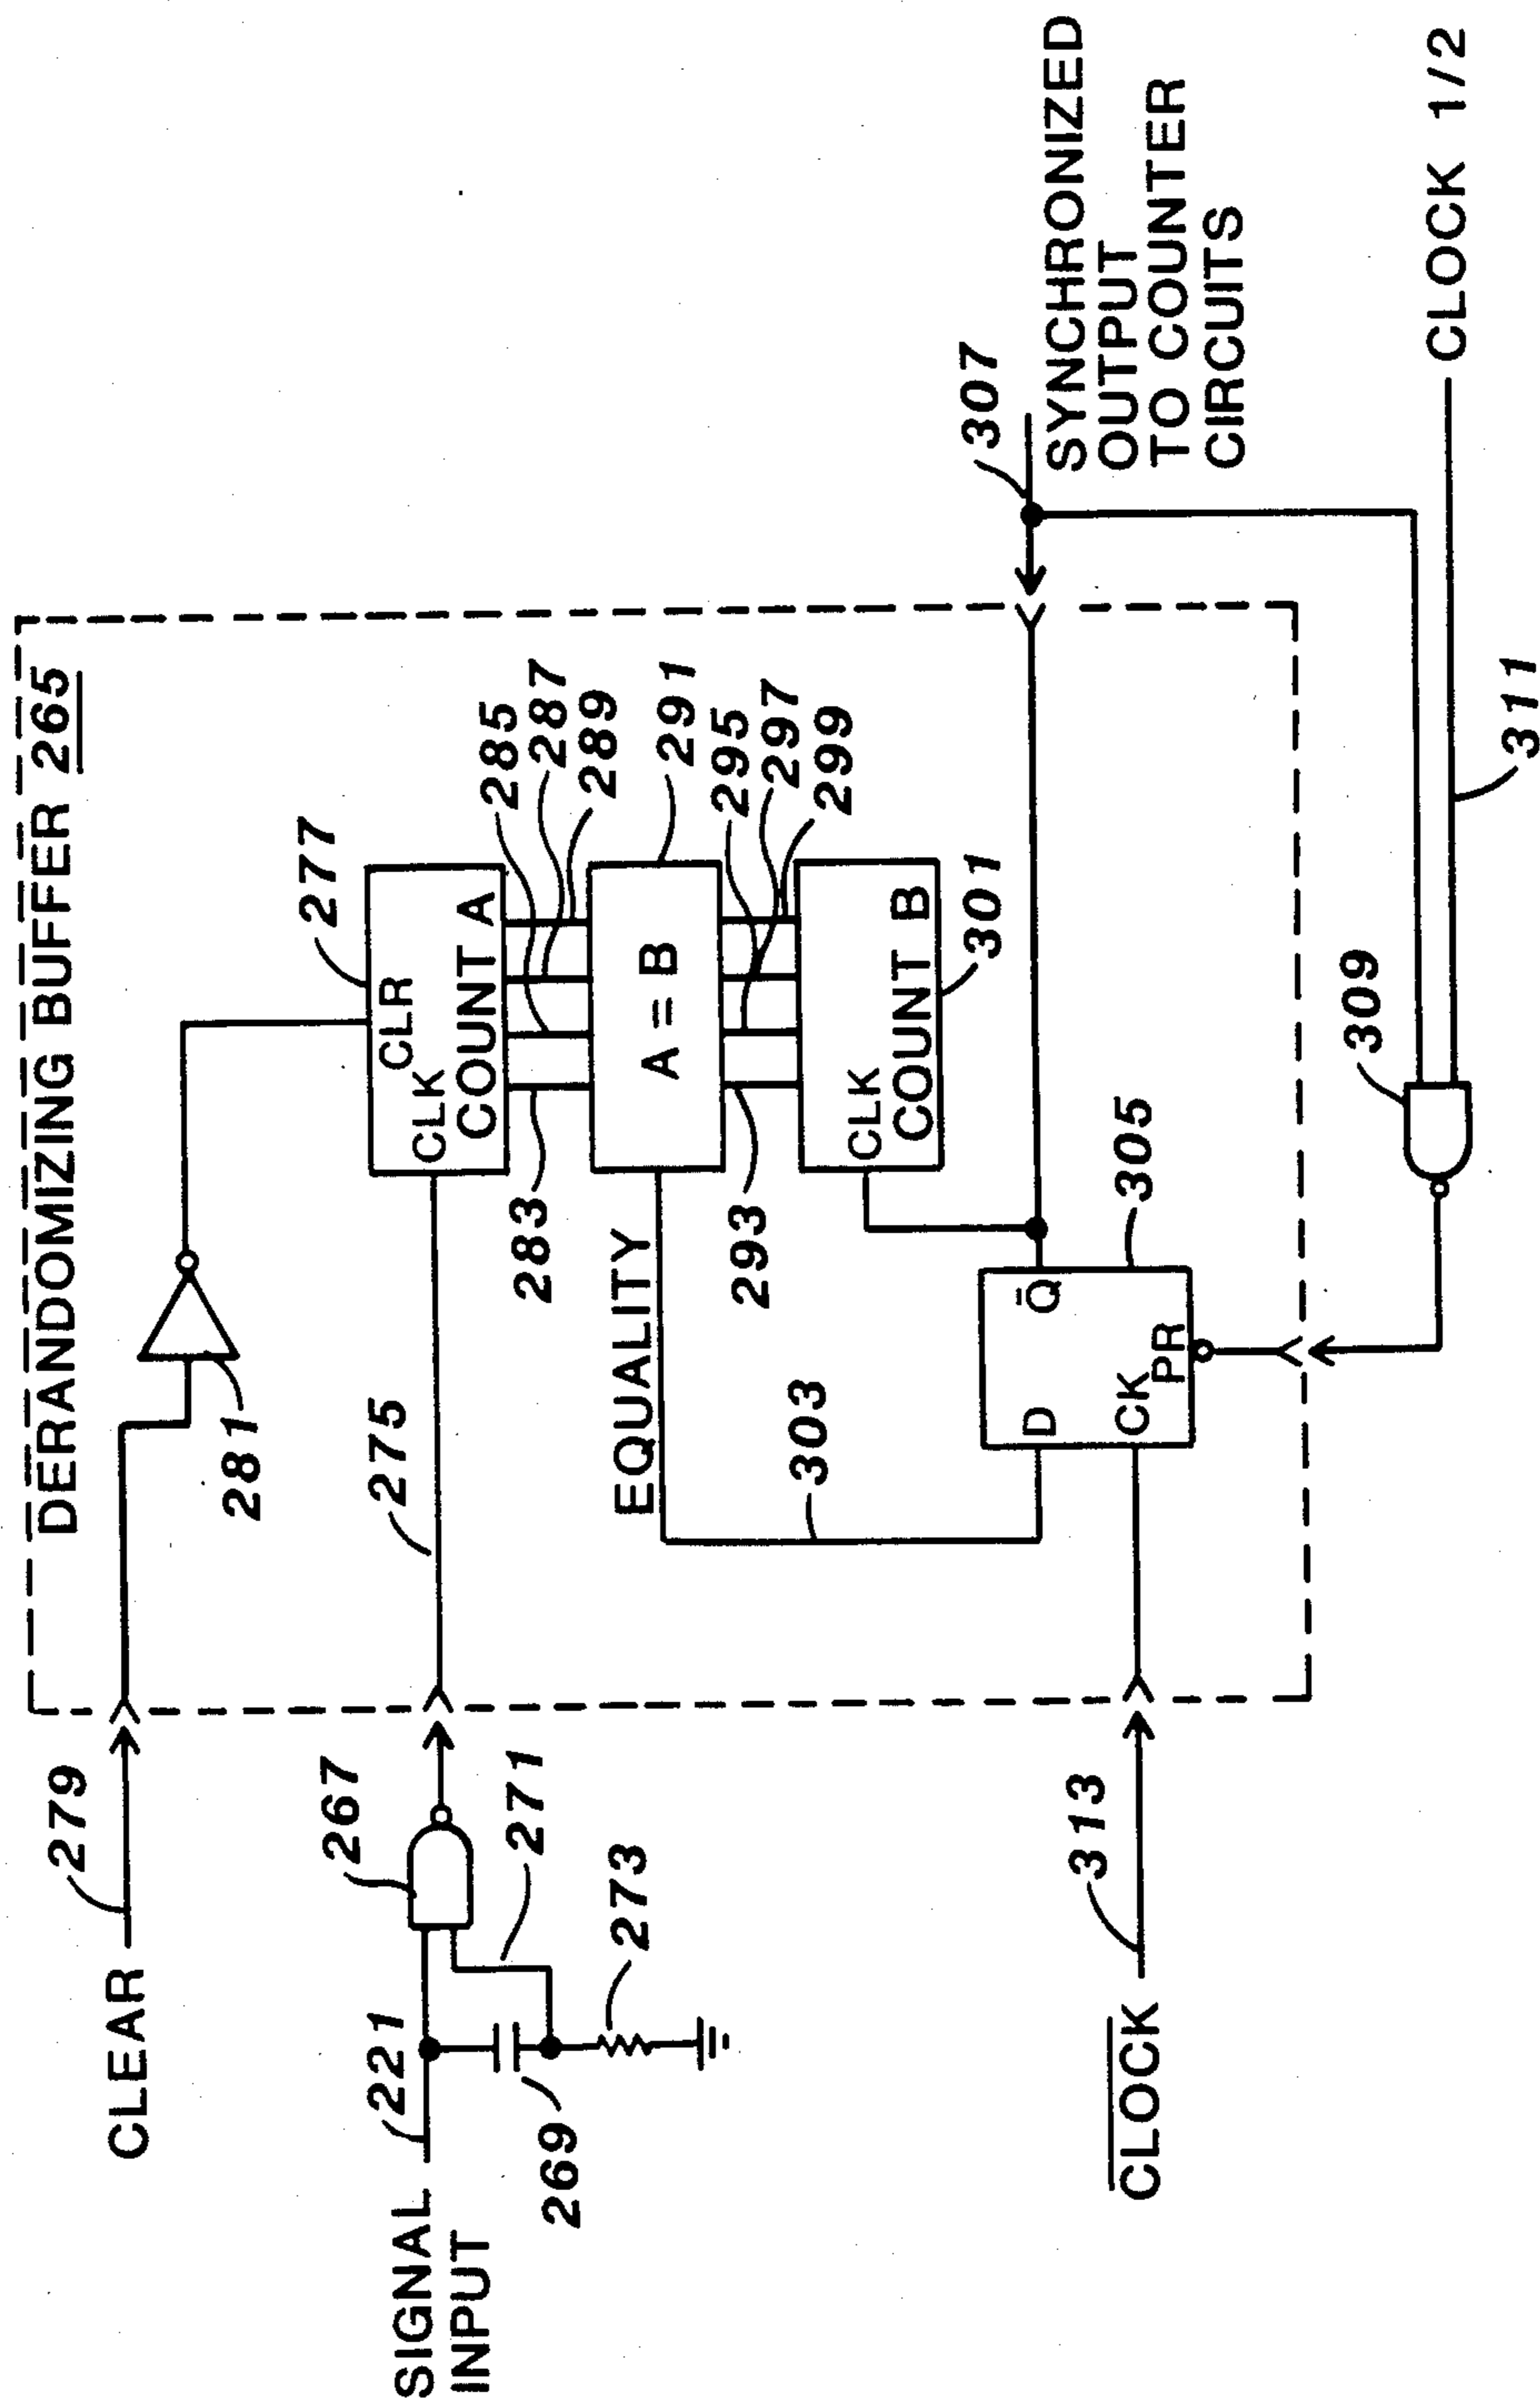 DERANDOMIZING BUFFER 265
CLEAR
279
281
277
CLR
CLK
COUNT A
275
SIGNAL
INPUT
221
267
271
269
273
283
285
287
289
291
A = B
EQUALITY
293
295
297
299
CLK
COUNT B
301
303
D
Q̄
CK
PR
305
307
SYNCHRONIZED
OUTPUT
TO COUNTER
CIRCUITS
309
C̅L̅O̅C̅K̅
313
CLOCK 1/2
311